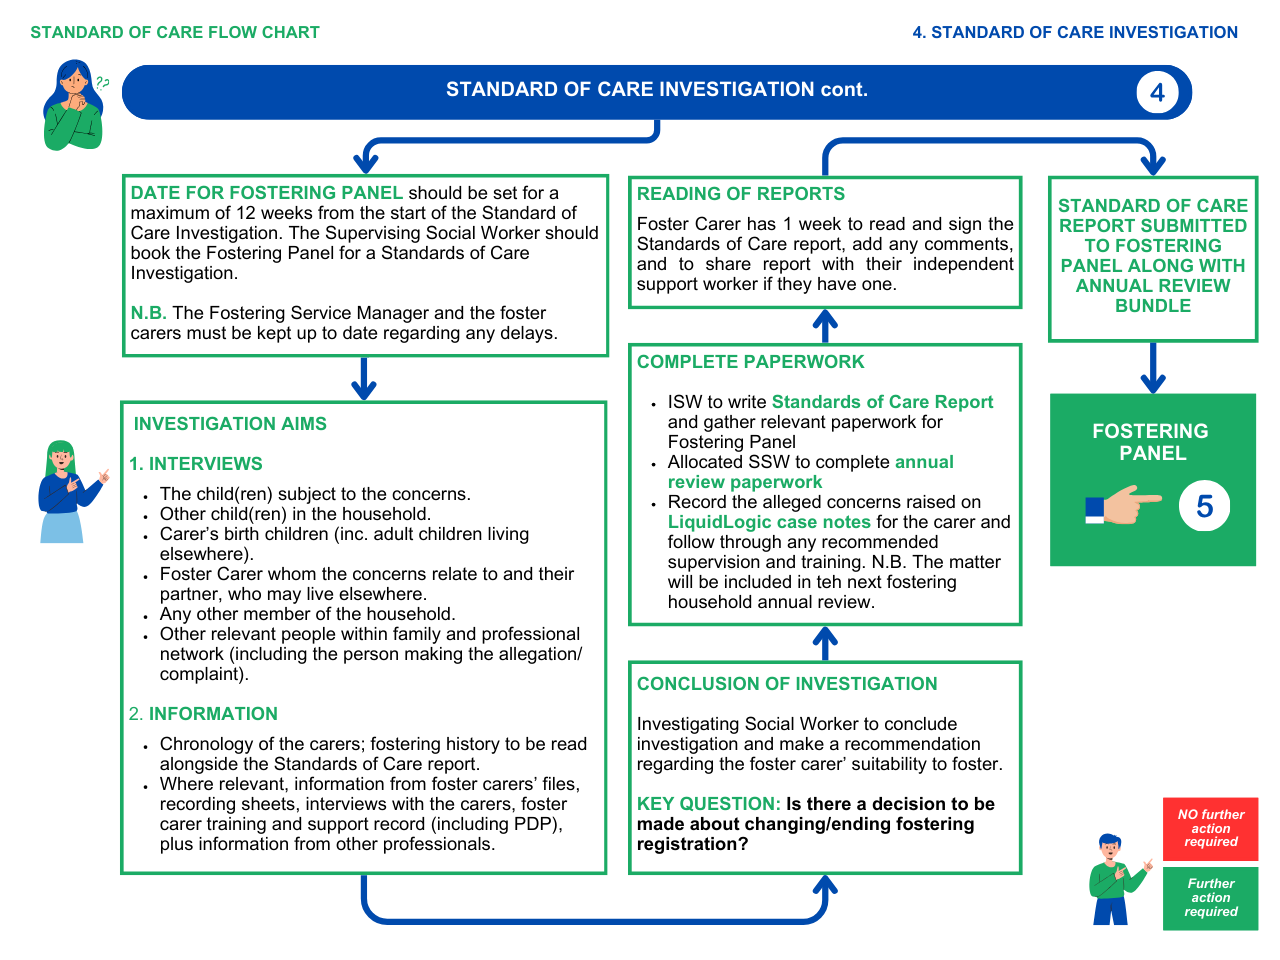 STANDARD OF CARE FLOW CHART
4. STANDARD OF CARE INVESTIGATION
STANDARD OF CARE INVESTIGATION cont.
4
??
DATE FOR FOSTERING PANEL should be set for a
maximum of 12 weeks from the start of the Standard of
Care Investigation. The Supervising Social Worker should
book the Fostering Panel for a Standards of Care
Investigation.
N.B. The Fostering Service Manager and the foster
carers must be kept up to date regarding any delays.
INVESTIGATION AIMS
1. INTERVIEWS
• The child(ren) subject to the concerns.
• Other child(ren) in the household.
• Carer's birth children (inc. adult children living
elsewhere).
• Foster Carer whom the concerns relate to and their
partner, who may live elsewhere.
• Any other member of the household.
• Other relevant people within family and professional
network (including the person making the allegation/
complaint).
2. INFORMATION
• Chronology of the carers; fostering history to be read
alongside the Standards of Care report.
• Where relevant, information from foster carers' files,
recording sheets, interviews with the carers, foster
carer training and support record (including PDP),
plus information from other professionals.
READING OF REPORTS
Foster Carer has 1 week to read and sign the
Standards of Care report, add any comments,
and to share report with their independent
support worker if they have one.
COMPLETE PAPERWORK
• ISW to write Standards of Care Report
and gather relevant paperwork for
Fostering Panel
• Allocated SSW to complete annual
review paperwork
• Record the alleged concerns raised on
LiquidLogic case notes for the carer and
follow through any recommended
supervision and training. N.B. The matter
will be included in teh next fostering
household annual review.
CONCLUSION OF INVESTIGATION
Investigating Social Worker to conclude
investigation and make a recommendation
regarding the foster carer' suitability to foster.
KEY QUESTION: Is there a decision to be
made about changing/ending fostering
registration?
STANDARD OF CARE
REPORT SUBMITTED
TO FOSTERING
PANEL ALONG WITH
ANNUAL REVIEW
BUNDLE
FOSTERING
PANEL
5
NO further
action
required
Further
action
required